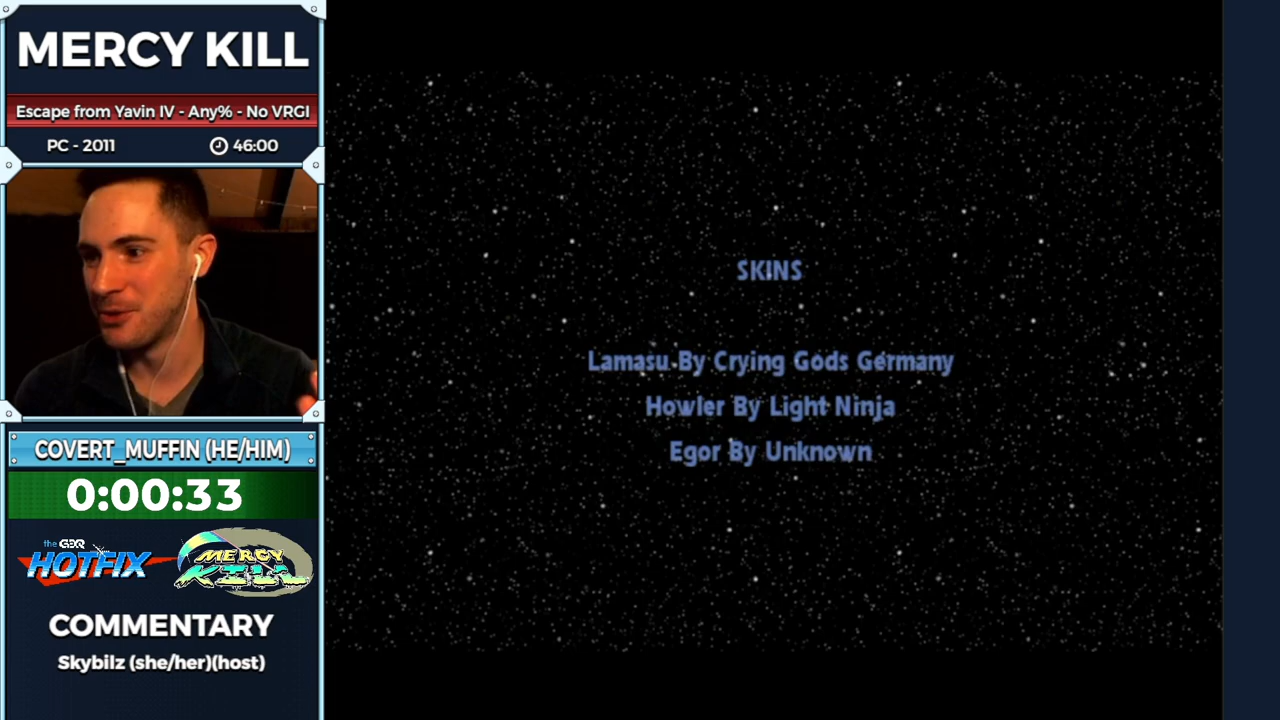 MERCY KILL
Escape from Yavin IV - Any% - No VRGI
PC - 2011
46:00
COVERT_MUFFIN (HE/HIM)
0:00:33
the GDQ
HOTFIX
MERCY
KILL
COMMENTARY
Skybilz (she/her)(host)
SKINS
Lamasu By Crying Gods Germany
Howler By Light Ninja
Egor By Unknown